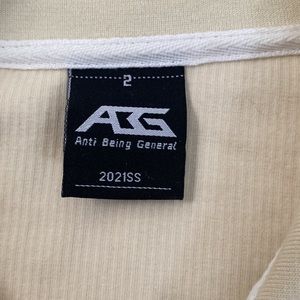 2
ABG
Anti Being General
2021SS